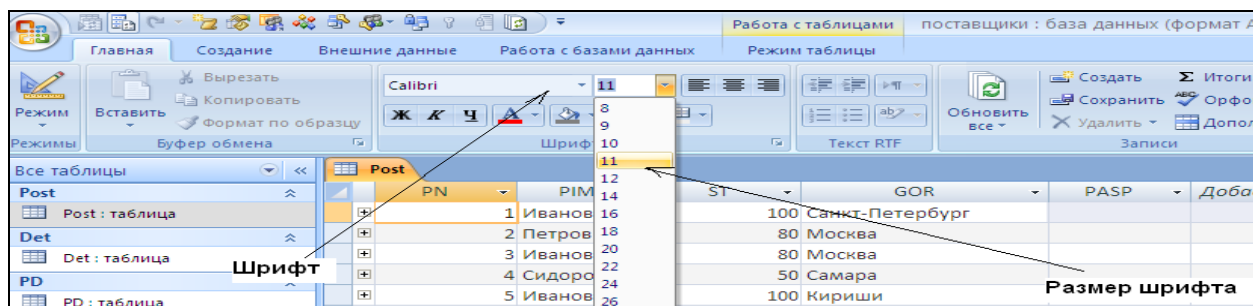 Работа с таблицами поставщики : база данных (формат А
Главная Создание Внешние данные Работа с базами данных Режим таблицы
Calibri 11
Вырезать
Копировать
Формат по образцу
Режим
Вставить
Ж К Ч А
ab
Обновить все
Создать
Сохранить
Удалить
Σ Итоги
ABC Орфо
Допол
Режимы Буфер обмена Шриф Текст RTF Записи
8
9
10
11
12
14
16
18
20
22
24
26
Все таблицы Post
Post
Post : таблица
Det
Det : таблица
PD
PD : таблица
PN PIM ST GOR PASP Доба
1 Иванов 100 Санкт-Петербург
2 Петров 80 Москва
3 Иванов 80 Москва
4 Сидоро 50 Самара
5 Иванов 100 Кириши
Шрифт
Размер шрифта